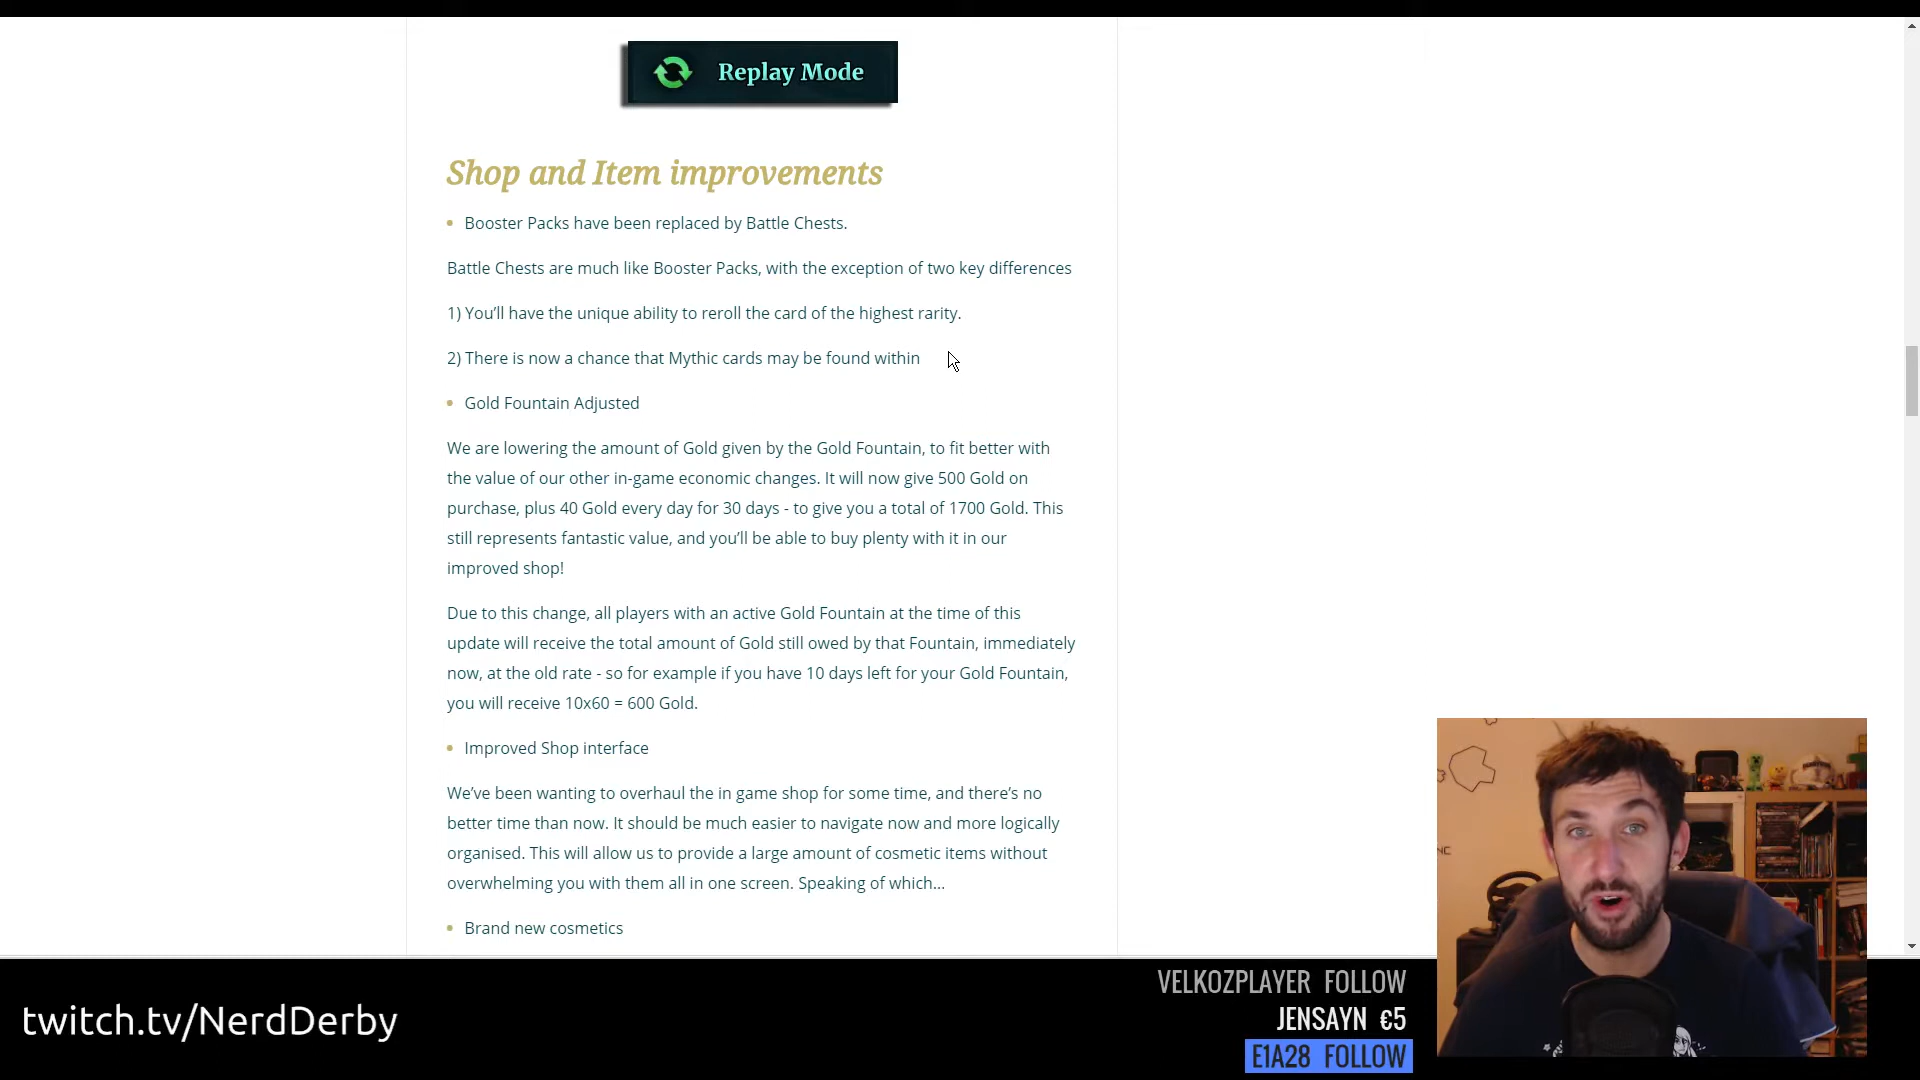 Replay Mode
Shop and Item improvements
• Booster Packs have been replaced by Battle Chests.
Battle Chests are much like Booster Packs, with the exception of two key differences
1) You’ll have the unique ability to reroll the card of the highest rarity.
2) There is now a chance that Mythic cards may be found within
• Gold Fountain Adjusted
We are lowering the amount of Gold given by the Gold Fountain, to fit better with
the value of our other in-game economic changes. It will now give 500 Gold on
purchase, plus 40 Gold every day for 30 days - to give you a total of 1700 Gold. This
still represents fantastic value, and you’ll be able to buy plenty with it in our
improved shop!
Due to this change, all players with an active Gold Fountain at the time of this
update will receive the total amount of Gold still owed by that Fountain, immediately
now, at the old rate - so for example if you have 10 days left for your Gold Fountain,
you will receive 10x60 = 600 Gold.
• Improved Shop interface
We’ve been wanting to overhaul the in game shop for some time, and there’s no
better time than now. It should be much easier to navigate now and more logically
organised. This will allow us to provide a large amount of cosmetic items without
overwhelming you with them all in one screen. Speaking of which...
• Brand new cosmetics
VELKOZPLAYER FOLLOW
JENSAYN €5
E1A28 FOLLOW
twitch.tv/NerdDerby